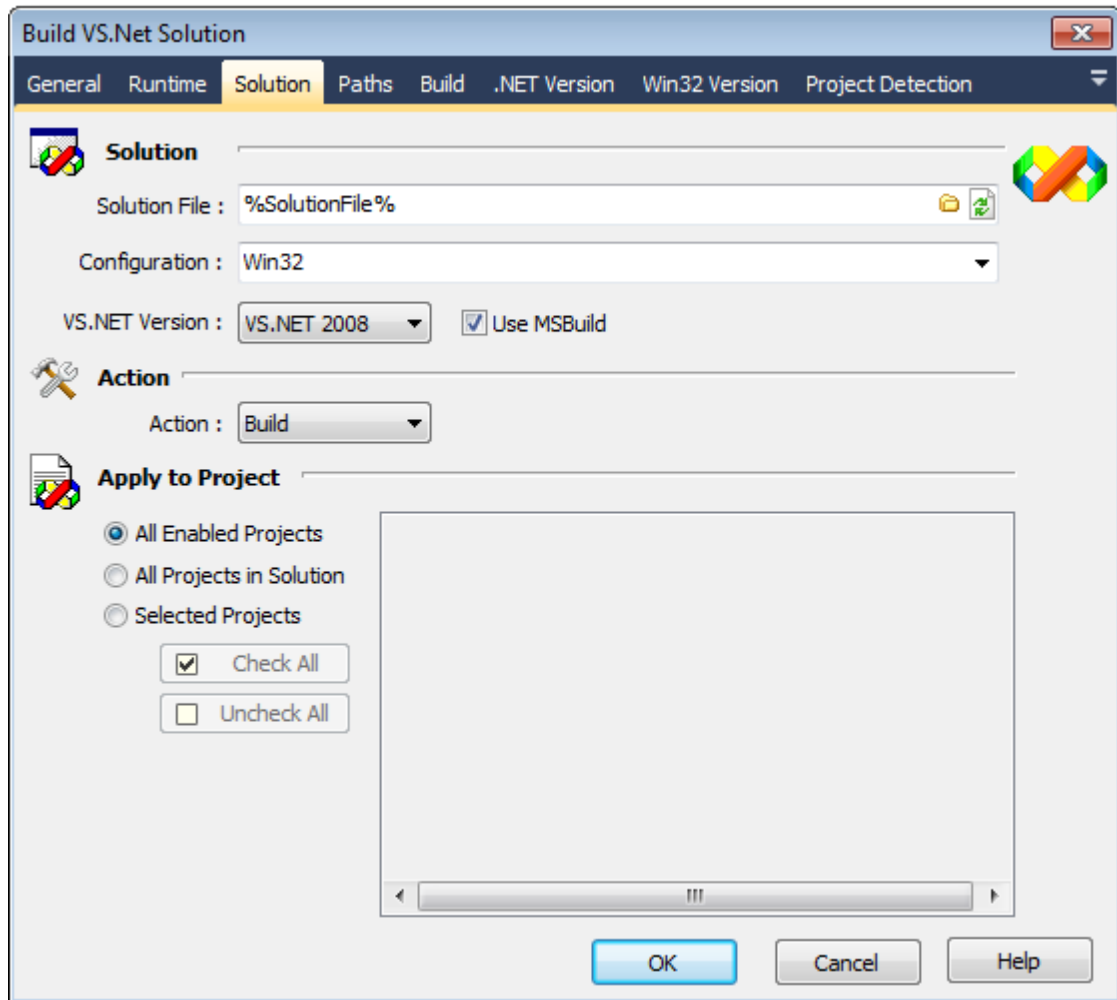 Build VS.Net Solution
General Runtime Solution Paths Build .NET Version Win32 Version Project Detection
Solution
Solution File : %SolutionFile%
Configuration : Win32
VS.NET Version : VS.NET 2008 Use MSBuild
Action
Action : Build
Apply to Project
All Enabled Projects
All Projects in Solution
Selected Projects
Check All
Uncheck All
OK Cancel Help